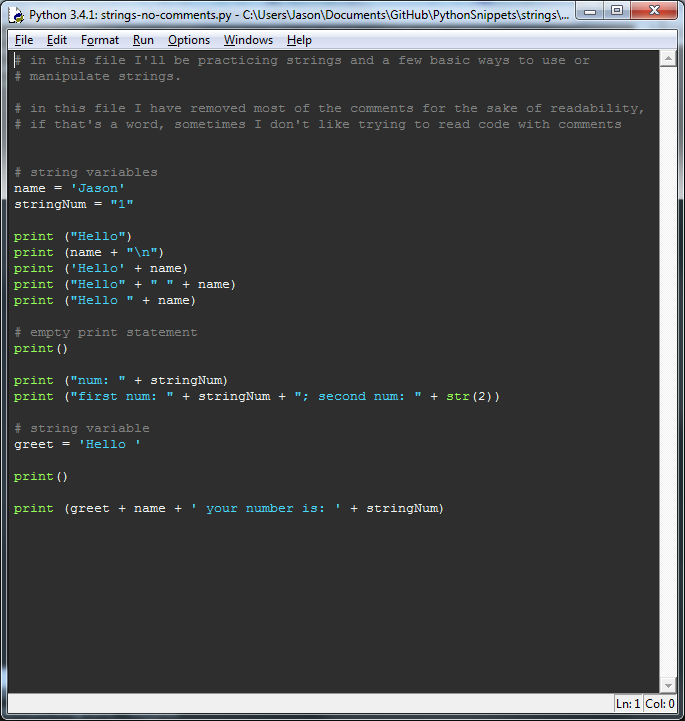 Python 3.4.1: strings-no-comments.py - C:\Users\Jason\Documents\GitHub\PythonSnippets\strings\...
File Edit Format Run Options Windows Help
# in this file I'll be practicing strings and a few basic ways to use or
# manipulate strings.
# in this file I have removed most of the comments for the sake of readability,
# if that's a word, sometimes I don't like trying to read code with comments
# string variables
name = 'Jason'
stringNum = "1"
print ("Hello")
print (name + "\n")
print ('Hello' + name)
print ("Hello" + " " + name)
print ("Hello " + name)
# empty print statement
print()
print ("num: " + stringNum)
print ("first num: " + stringNum + "; second num: " + str(2))
# string variable
greet = 'Hello '
print()
print (greet + name + ' your number is: ' + stringNum)
Ln: 1 Col: 0